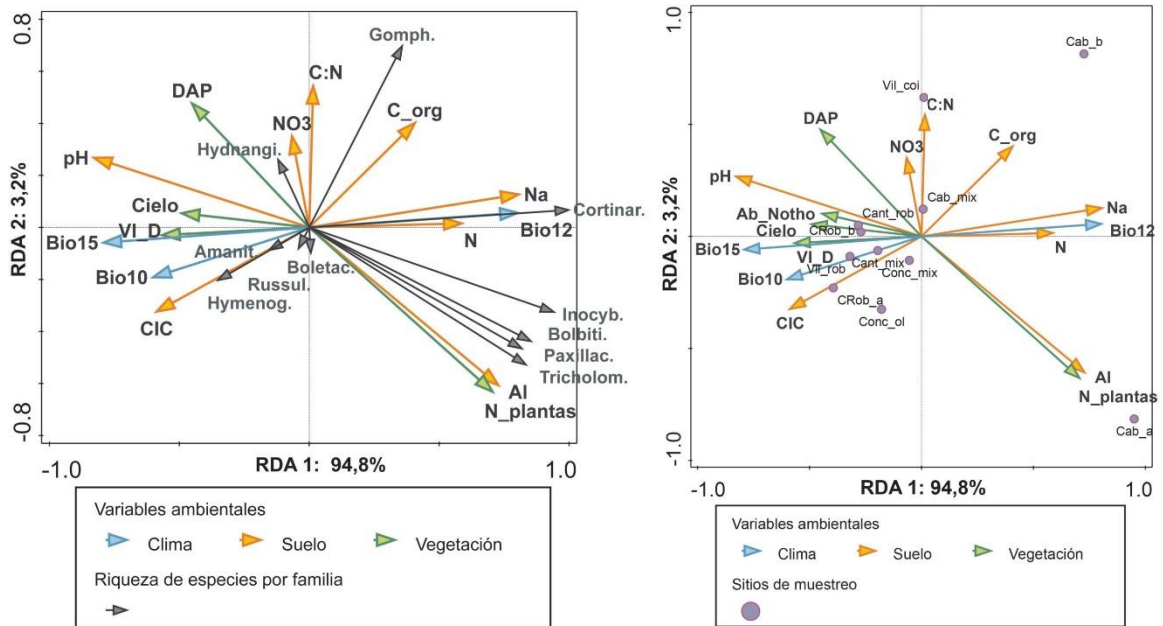 0.8
Gomph.
C:N
DAP
C_org
NO3
Hydnangi.
pH
Na
Cielo
Cortinar.
Bio12
VI_D
N
Bio15
Amanit.
Boletac.
Bio10
Russul.
Hymenog.
CIC
Inocyb.
Bolbiti.
Paxillac.
Tricholom.
Al
N_plantas
RDA 2: 3,2%
-0.8
-1.0
RDA 1: 94,8%
1.0
Variables ambientales
Clima
Suelo
Vegetación
Riqueza de especies por familia
1.0
Cab_b
Vil_coi
C:N
DAP
NO3
C_org
pH
Cab_mix
Na
Ab_Notho
Cant_rob
Bio12
Cielo
CRob_b
N
Bio15
VI_D
Cant_mix
Conc_mix
Bio10
Vil_rob
CRob_a
CIC
Conc_ol
Al
N_plantas
Cab_a
RDA 2: 3,2%
-1.0
-1.0
RDA 1: 94,8%
1.0
Variables ambientales
Clima
Suelo
Vegetación
Sitios de muestreo